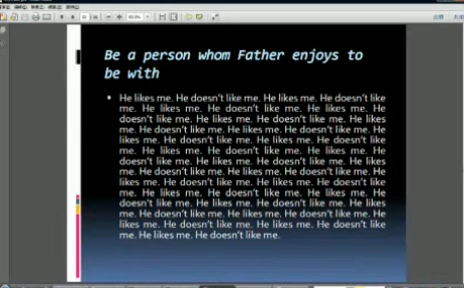 Be a person whom Father enjoys to
be with
• He likes me. He doesn't like me. He likes me. He doesn't like
me. He likes me. He doesn't like me. He likes me. He
doesn't like me. He likes me. He doesn't like me. He likes
me. He doesn't like me. He likes me. He doesn't like me.
He likes me. He doesn't like me. He likes me. He doesn't
like me. He likes me. He doesn't like me. He likes me. He
doesn't like me. He likes me. He doesn't like me. He likes
me. He doesn't like me. He likes me. He doesn't like me.
He likes me. He doesn't like me. He likes me. He doesn't
like me. He likes me. He doesn't like me. He likes me. He
doesn't like me. He likes me. He doesn't like me. He likes
me. He doesn't like me. He likes me. He doesn't like me. He
likes me. He doesn't like me. He likes me. He doesn't like
me. He likes me. He doesn't like me.